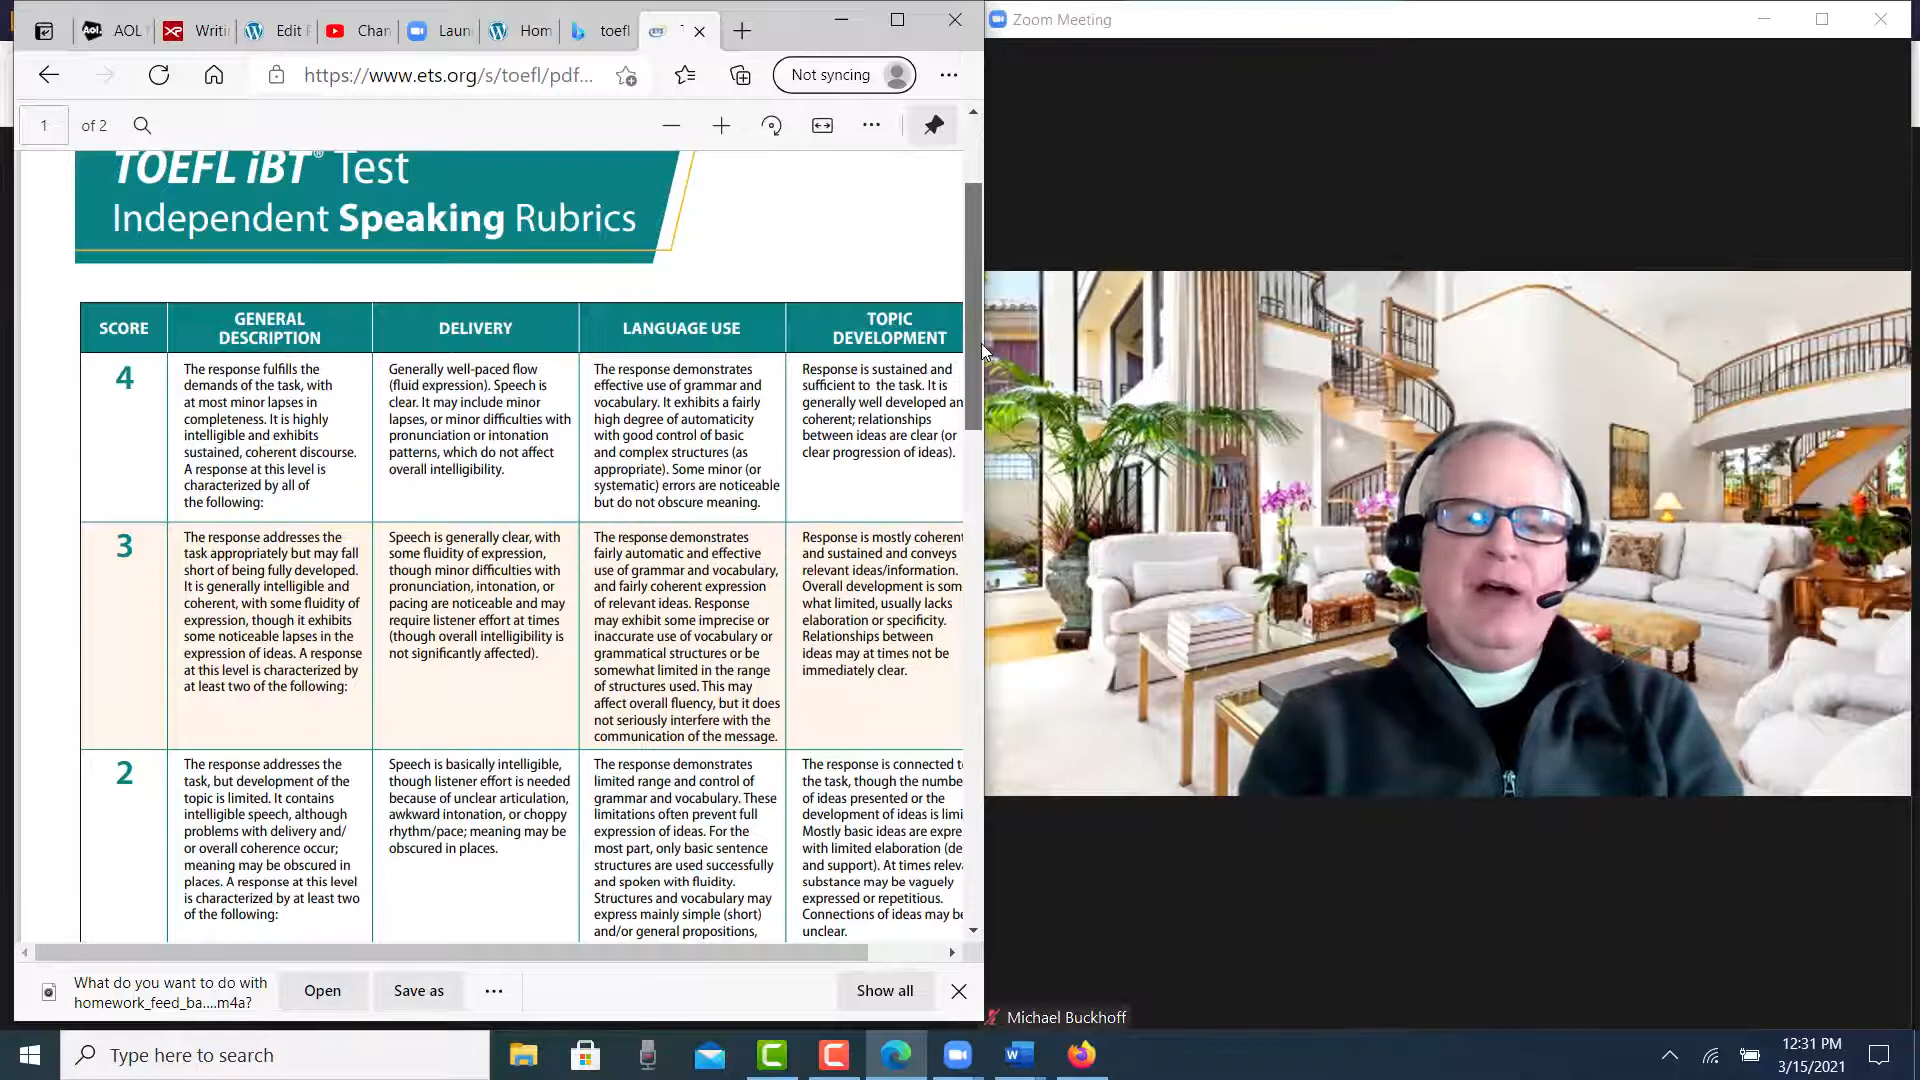 AOL
Writi
Edit
Chan
Laun
Hom
toefl
Zoom Meeting
https://www.ets.org/s/toefl/pdf...
Not syncing
1 of 2
TOEFL iBT® Test
Independent Speaking Rubrics
SCORE
GENERAL
DESCRIPTION
DELIVERY
LANGUAGE USE
TOPIC
DEVELOPMENT
4
The response fulfills the
demands of the task, with
at most minor lapses in
completeness. It is highly
intelligible and exhibits
sustained, coherent discourse.
A response at this level is
characterized by all of
the following:
Generally well-paced flow
(fluid expression). Speech is
clear. It may include minor
lapses, or minor difficulties with
pronunciation or intonation
patterns, which do not affect
overall intelligibility.
The response demonstrates
effective use of grammar and
vocabulary. It exhibits a fairly
high degree of automaticity
with good control of basic
and complex structures (as
appropriate). Some minor (or
systematic) errors are noticeable
but do not obscure meaning.
Response is sustained and
sufficient to the task. It is
generally well developed an
coherent; relationships
between ideas are clear (or
clear progression of ideas).
3
The response addresses the
task appropriately but may fall
short of being fully developed.
It is generally intelligible and
coherent, with some fluidity of
expression, though it exhibits
some noticeable lapses in the
expression of ideas. A response
at this level is characterized by
at least two of the following:
Speech is generally clear, with
some fluidity of expression,
though minor difficulties with
pronunciation, intonation, or
pacing are noticeable and may
require listener effort at times
(though overall intelligibility is
not significantly affected).
The response demonstrates
fairly automatic and effective
use of grammar and vocabulary,
and fairly coherent expression
of relevant ideas. Response
may exhibit some imprecise or
inaccurate use of vocabulary or
grammatical structures or be
somewhat limited in the range
of structures used. This may
affect overall fluency, but it does
not seriously interfere with the
communication of the message.
Response is mostly coherent
and sustained and conveys
relevant ideas/information.
Overall development is som
what limited, usually lacks
elaboration or specificity.
Relationships between
ideas may at times not be
immediately clear.
2
The response addresses the
task, but development of the
topic is limited. It contains
intelligible speech, although
problems with delivery and/
or overall coherence occur;
meaning may be obscured in
places. A response at this level
is characterized by at least two
of the following:
Speech is basically intelligible,
though listener effort is needed
because of unclear articulation,
awkward intonation, or choppy
rhythm/pace; meaning may be
obscured in places.
The response demonstrates
limited range and control of
grammar and vocabulary. These
limitations often prevent full
expression of ideas. For the
most part, only basic sentence
structures are used successfully
and spoken with fluidity.
Structures and vocabulary may
express mainly simple (short)
and/or general propositions,
The response is connected t
the task, though the numbe
of ideas presented or the
development of ideas is limi
Mostly basic ideas are expre
with limited elaboration (de
and support). At times relev
substance may be vaguely
expressed or repetitious.
Connections of ideas may be
unclear.
What do you want to do with
homework_feed_ba....m4a?
Open
Save as
Show all
Michael Buckhoff
Type here to search
12:31 PM
3/15/2021